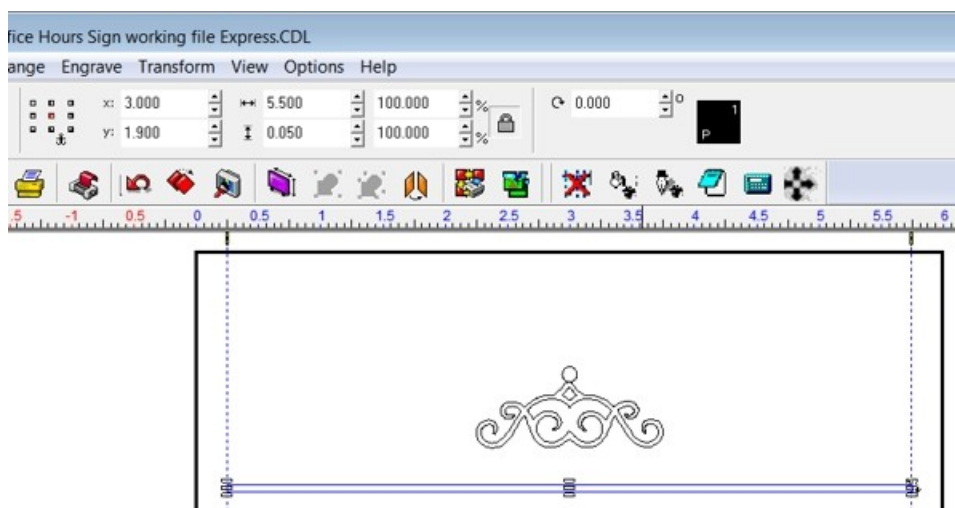 fice Hours Sign working file Express.CDL
ange Engrave Transform View Options Help
x: 3.000 5.500 100.000 % 0.000 °
y: 1.900 0.050 100.000 %
1
P
.5 -1 0.5 0 0.5 1 1.5 2 2.5 3 3.5 4 4.5 5 5.5 6